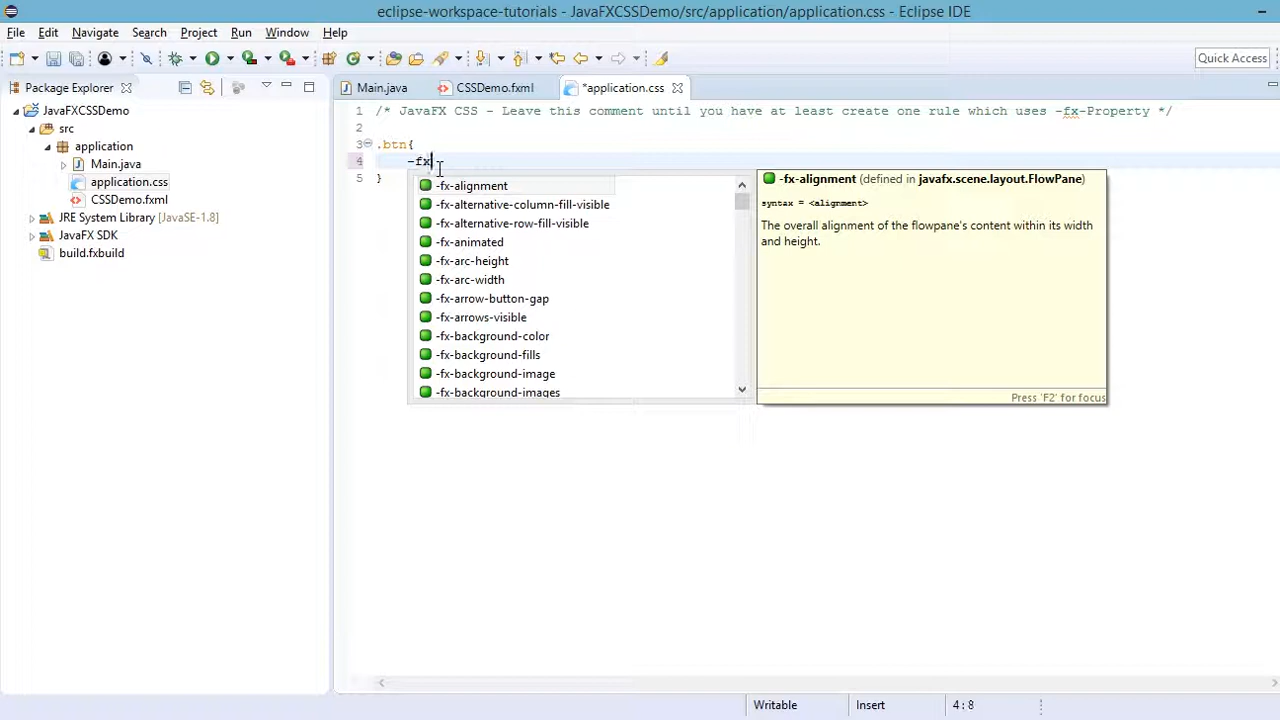 eclipse-workspace-tutorials - JavaFXCSSDemo/src/application/application.css - Eclipse IDE
File Edit Navigate Search Project Run Window Help
Quick Access
Package Explorer
Main.java CSSDemo.fxml *application.css
JavaFXCSSDemo
src
application
Main.java
application.css
CSSDemo.fxml
JRE System Library [JavaSE-1.8]
JavaFX SDK
build.fxbuild
1 /* JavaFX CSS - Leave this comment until you have at least create one rule which uses -fx-Property */
2
3 .btn{
4 -fx
5 }
-fx-alignment
-fx-alternative-column-fill-visible
-fx-alternative-row-fill-visible
-fx-animated
-fx-arc-height
-fx-arc-width
-fx-arrow-button-gap
-fx-arrows-visible
-fx-background-color
-fx-background-fills
-fx-background-image
-fx-background-images
-fx-alignment (defined in javafx.scene.layout.FlowPane)
syntax = <alignment>
The overall alignment of the flowpane's content within its width
and height.
Press 'F2' for focus
Writable Insert 4:8